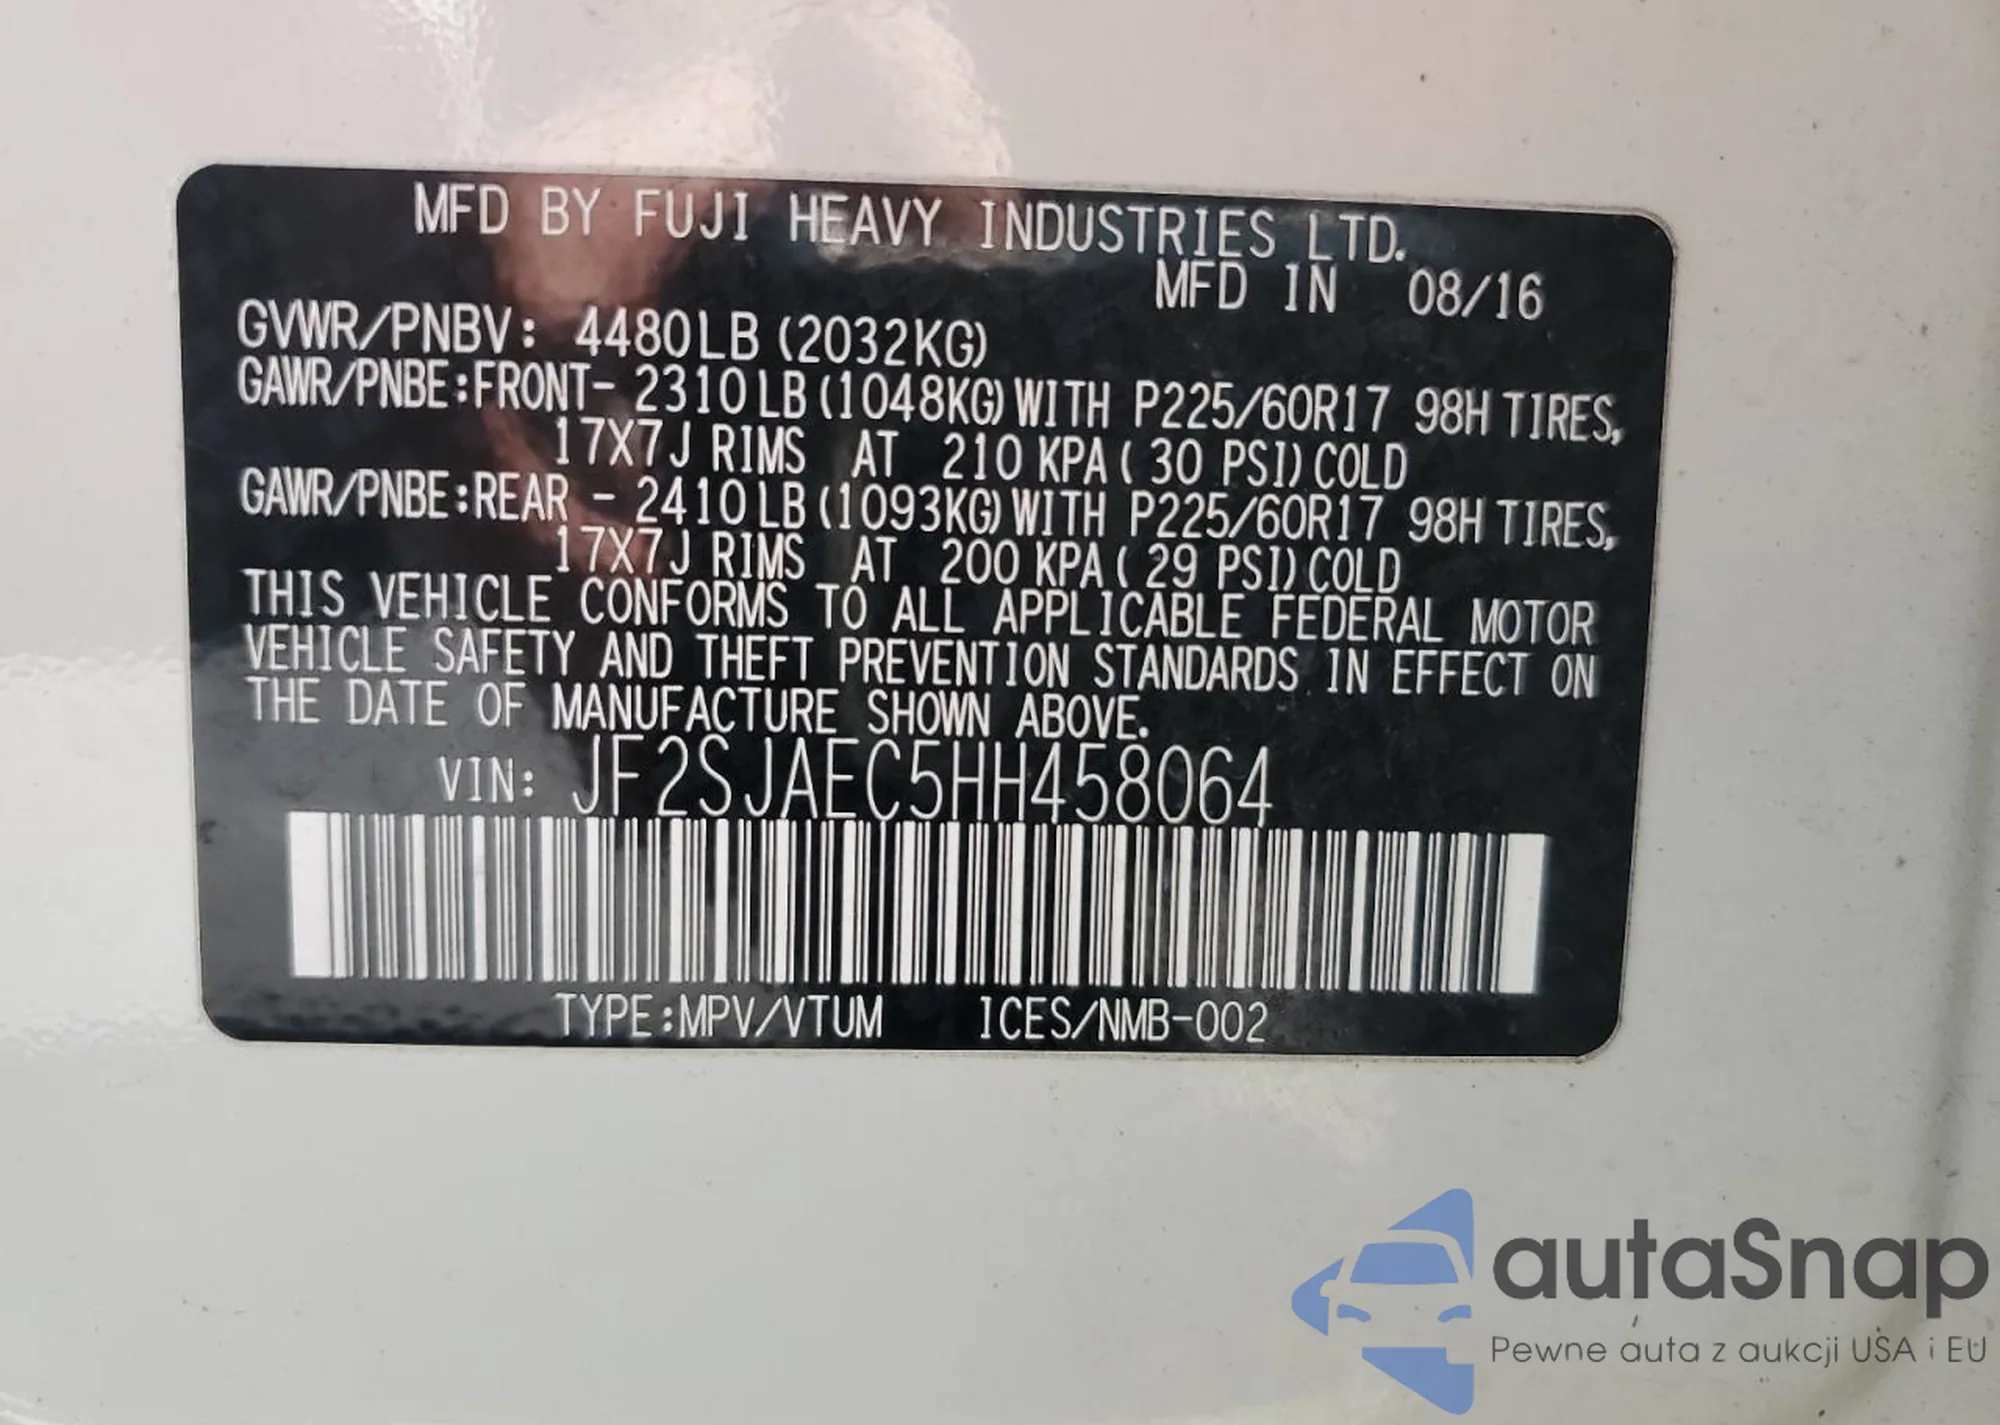 MFD BY FUJI HEAVY INDUSTRIES LTD.
MFD IN 08/16
GVWR/PNBV: 4480LB (2032KG)
GAWR/PNBE:FRONT- 2310LB (1048KG) WITH P225/60R17 98H TIRES,
17X7J RIMS AT 210 KPA ( 30 PSI) COLD
GAWR/PNBE:REAR - 2410LB (1093KG) WITH P225/60R17 98H TIRES,
17X7J RIMS AT 200 KPA ( 29 PSI) COLD
THIS VEHICLE CONFORMS TO ALL APPLICABLE FEDERAL MOTOR
VEHICLE SAFETY AND THEFT PREVENTION STANDARDS IN EFFECT ON
THE DATE OF MANUFACTURE SHOWN ABOVE.
VIN: JF2SJAEC5HH458064
TYPE:MPV/VTUM ICES/NMB-002
autaSnap
Pewne auta z aukcji USA i EU